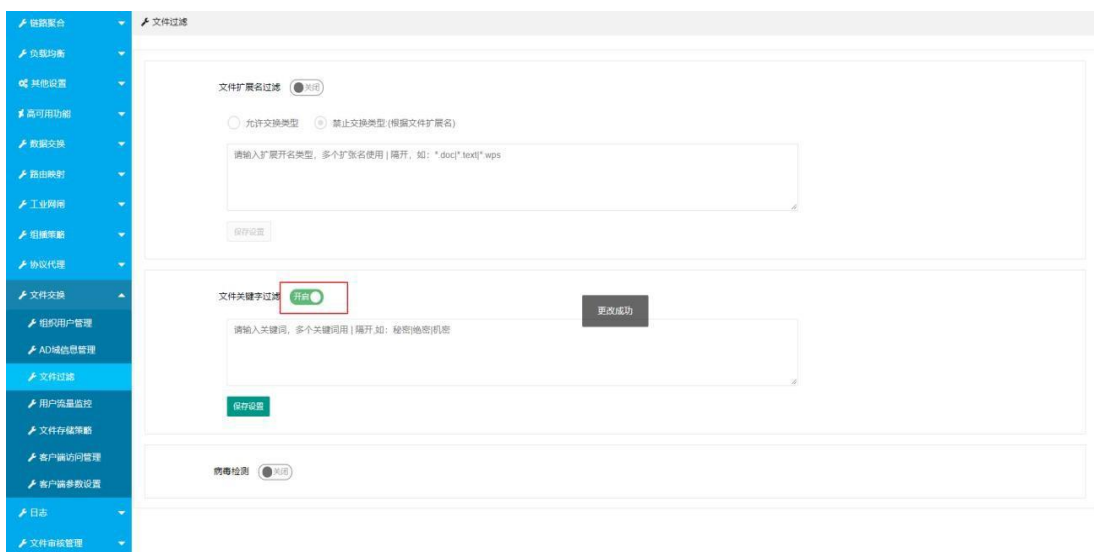 链路聚合
文件过滤
负载均衡
其他设置
高可用功能
数据交换
路由映射
工业网闸
组播策略
协议代理
文件交换
组织用户管理
AD域信息管理
文件过滤
用户流量监控
文件存储策略
客户端访问管理
客户端参数设置
日志
文件审核管理
文件扩展名过滤 关闭
允许交换类型 禁止交换类型:(根据文件扩展名)
请输入扩展开名类型，多个扩张名使用 | 隔开，如：*.doc|*.text|*.wps
保存设置
文件关键字过滤 开启
更改成功
请输入关键词，多个关键词用 | 隔开,如：秘密|绝密|机密
保存设置
病毒检测 关闭